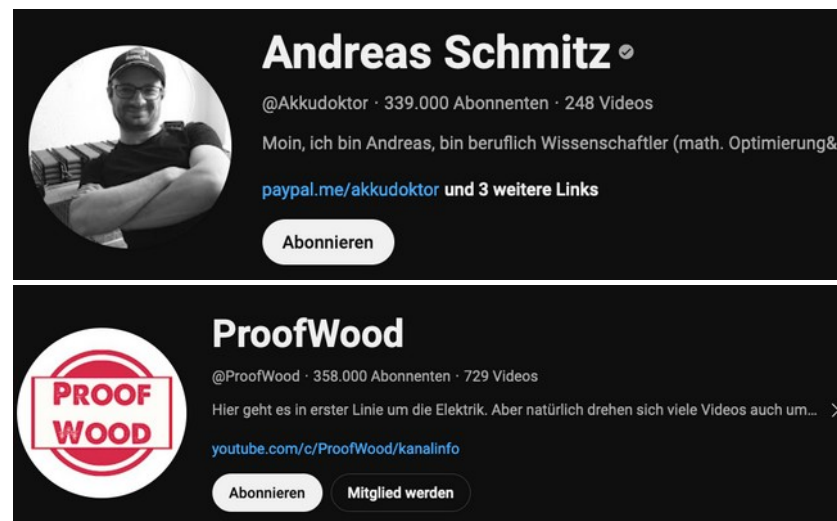 Andreas Schmitz
@Akkudoktor · 339.000 Abonnenten · 248 Videos
Moin, ich bin Andreas, bin beruflich Wissenschaftler (math. Optimierung&
paypal.me/akkudoktor und 3 weitere Links
Abonnieren
PROOF
WOOD
ProofWood
@ProofWood · 358.000 Abonnenten · 729 Videos
Hier geht es in erster Linie um die Elektrik. Aber natürlich drehen sich viele Videos auch um...
youtube.com/c/ProofWood/kanalinfo
Abonnieren Mitglied werden